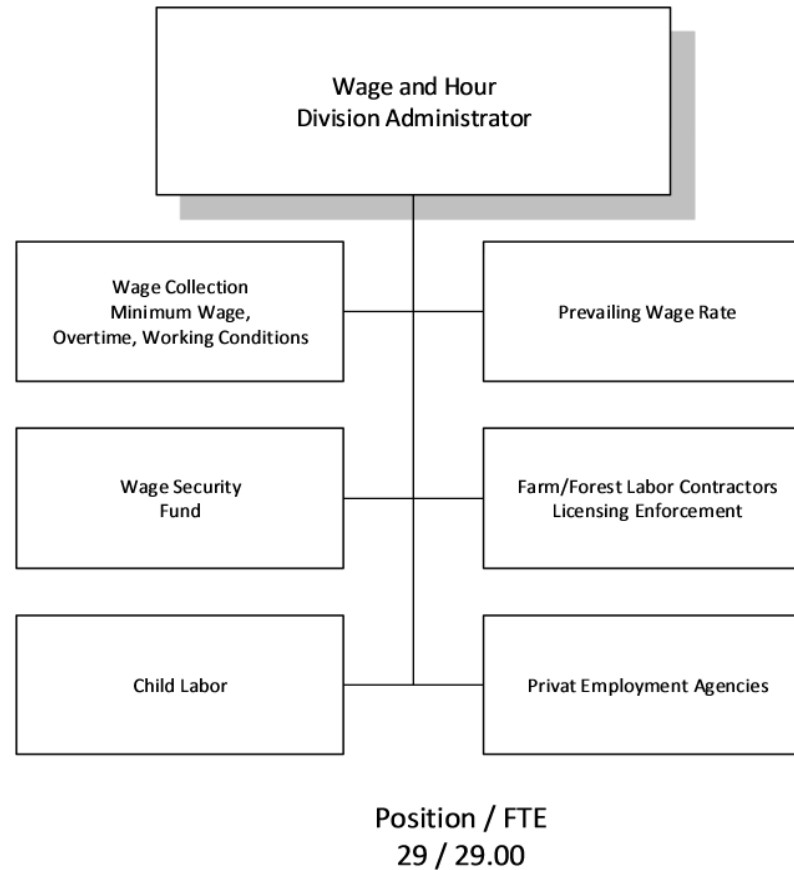 Wage and Hour
Division Administrator
Wage Collection
Minimum Wage,
Overtime, Working Conditions
Prevailing Wage Rate
Wage Security
Fund
Farm/Forest Labor Contractors
Licensing Enforcement
Child Labor
Privat Employment Agencies
Position / FTE
29 / 29.00